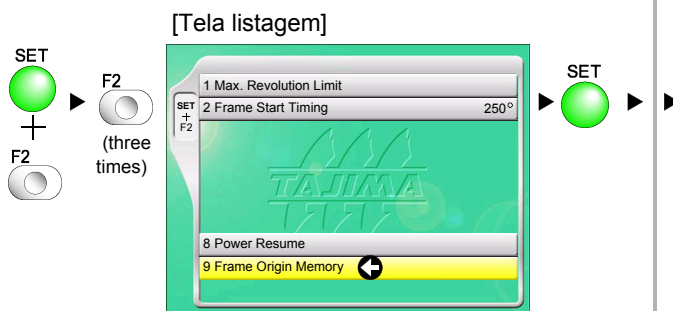 [Tela listagem]
SET
+
F2
F2
(three
times)
SET
+
F2
1 Max. Revolution Limit
2 Frame Start Timing 250°
TAJIMA
8 Power Resume
9 Frame Origin Memory
SET